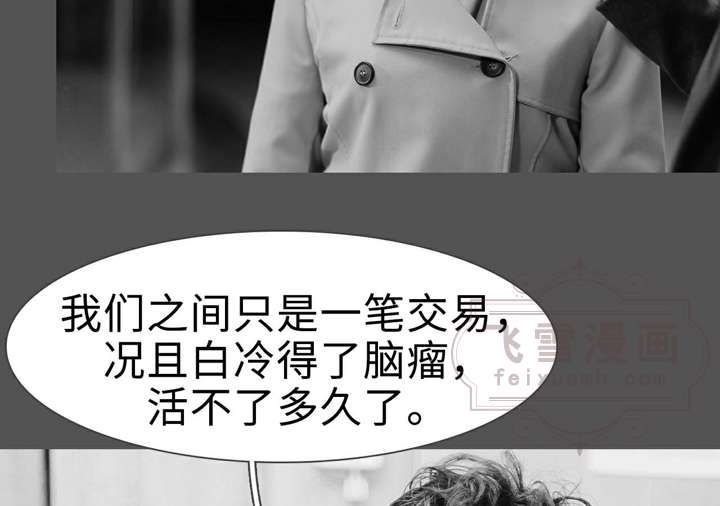 我们之间只是一笔交易，
况且白冷得了脑瘤，
活不了多久了。
飞雪漫画
feixuemh.com